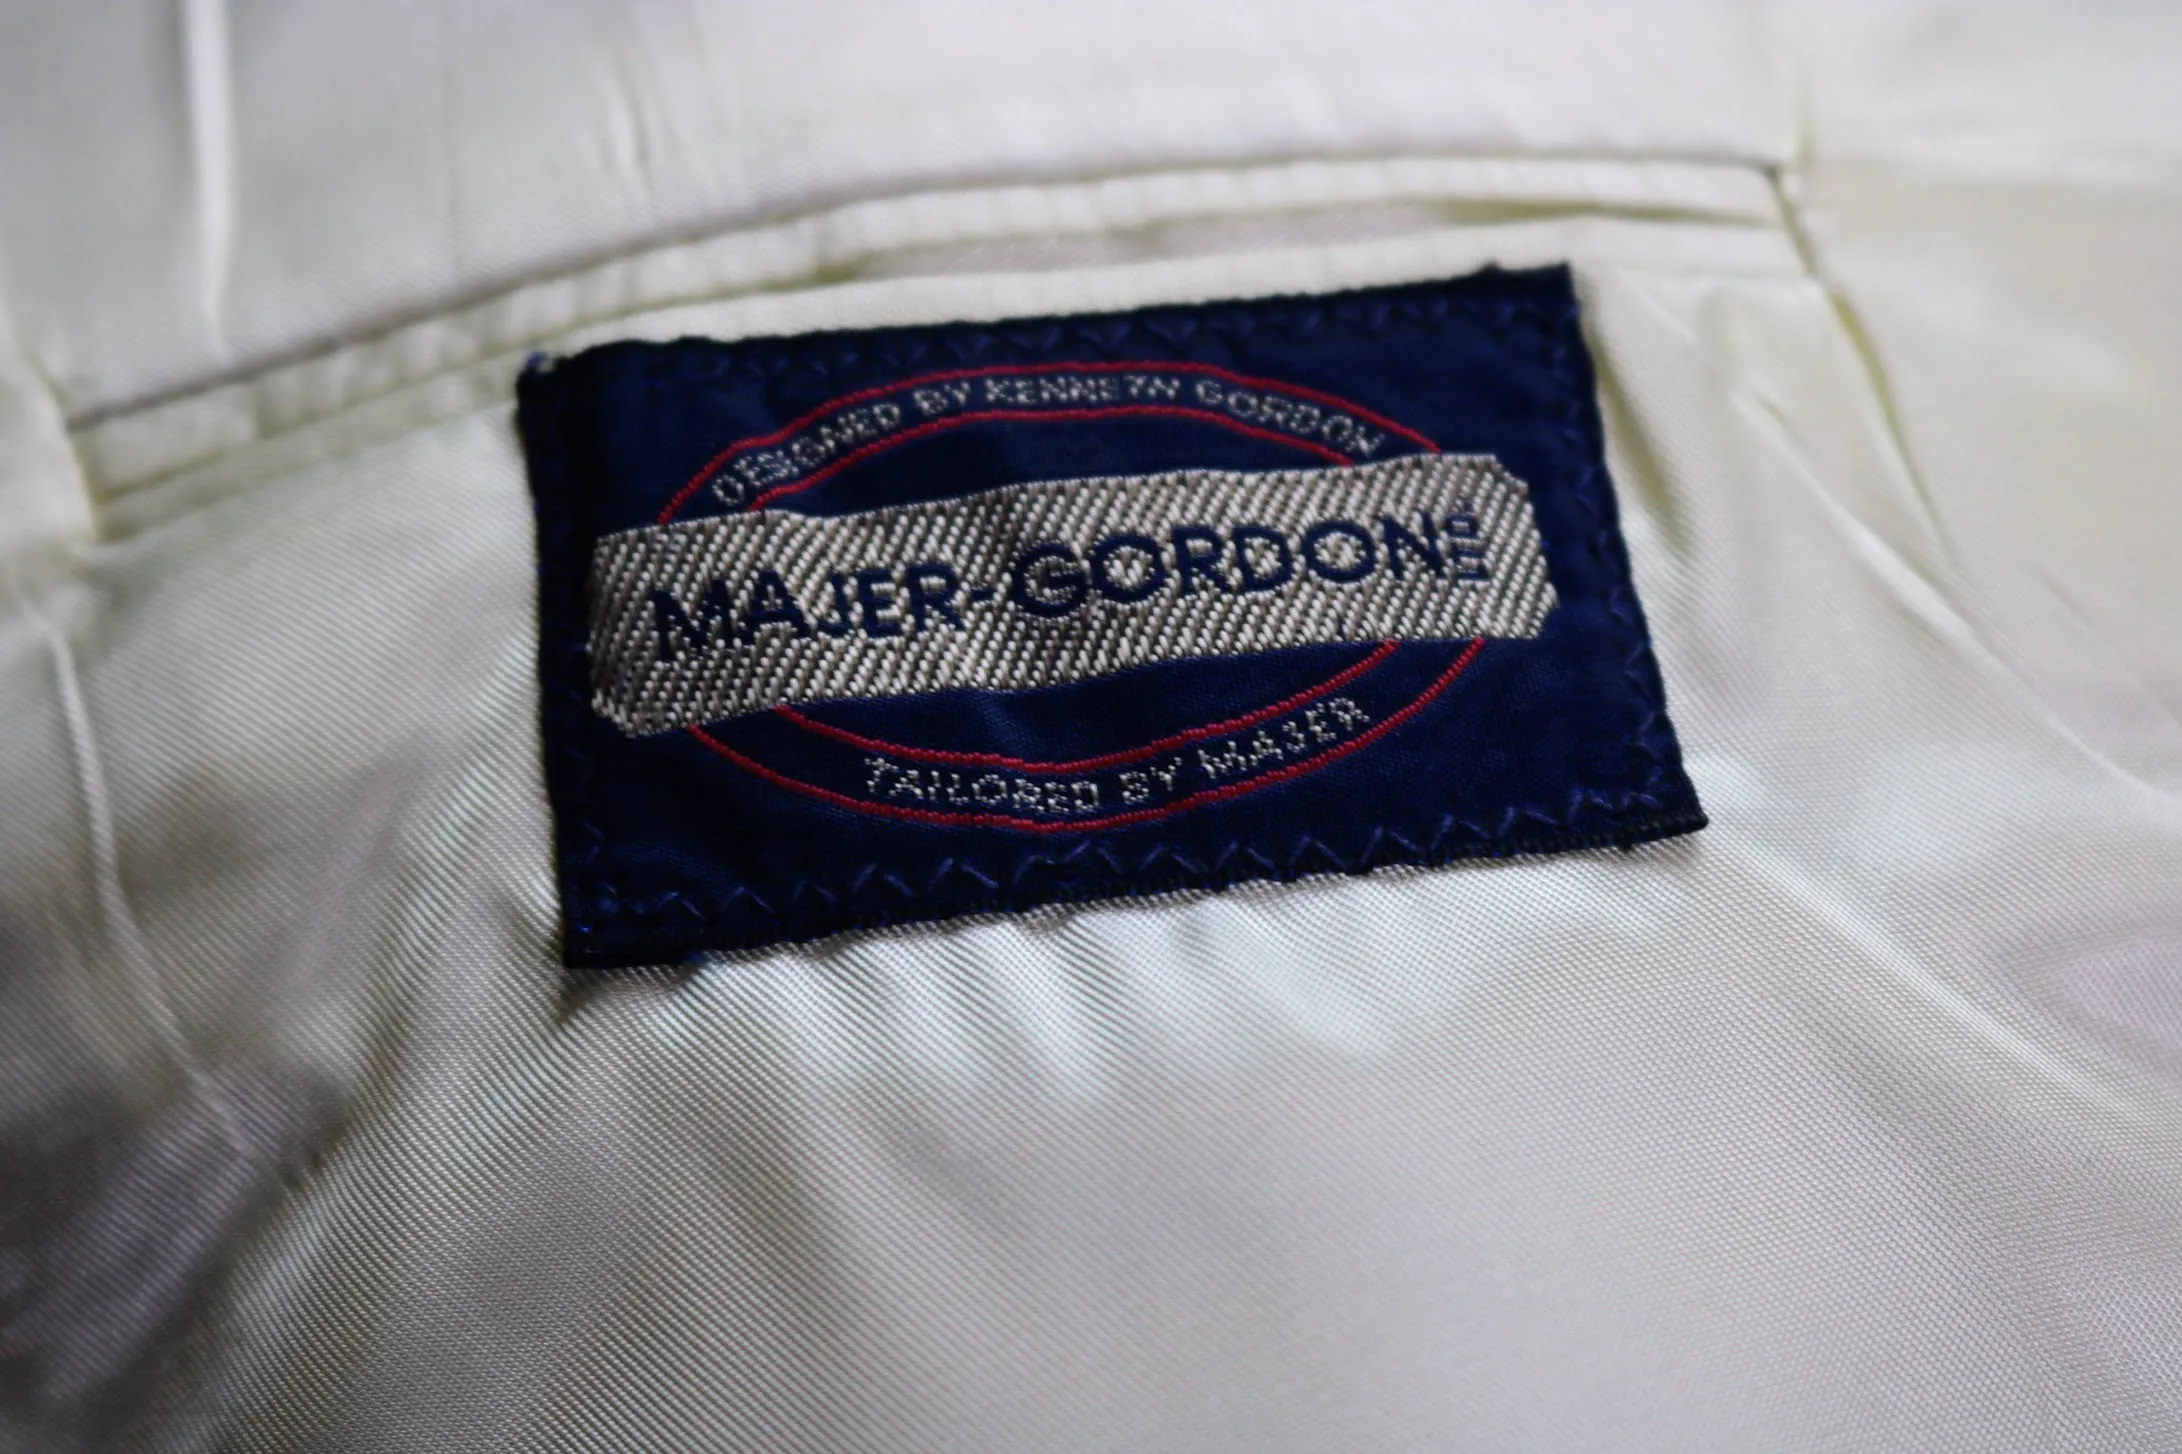 DESIGNED BY KENNETH GORDON
MAJER-GORDON LTD
TAILORED BY MAJER